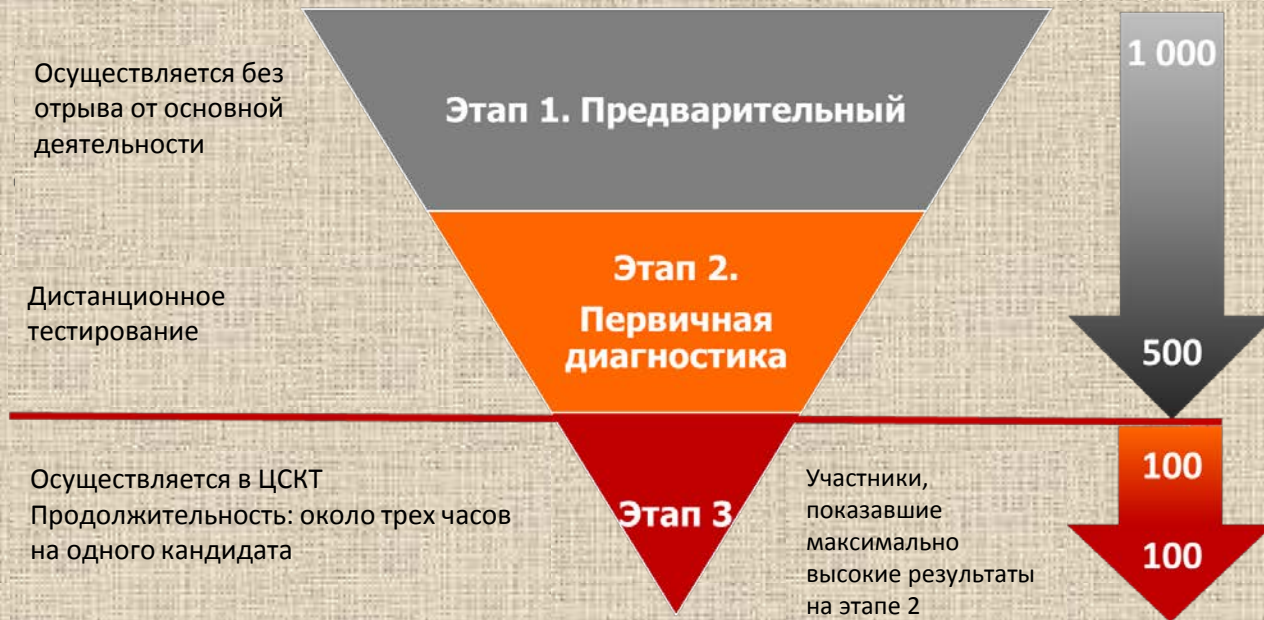 Осуществляется без
отрыва от основной
деятельности
Этап 1. Предварительный
1 000
Дистанционное
тестирование
Этап 2.
Первичная
диагностика
500
Осуществляется в ЦСКТ
Продолжительность: около трех часов
на одного кандидата
Этап 3
Участники,
показавшие
максимально
высокие результаты
на этапе 2
100
100